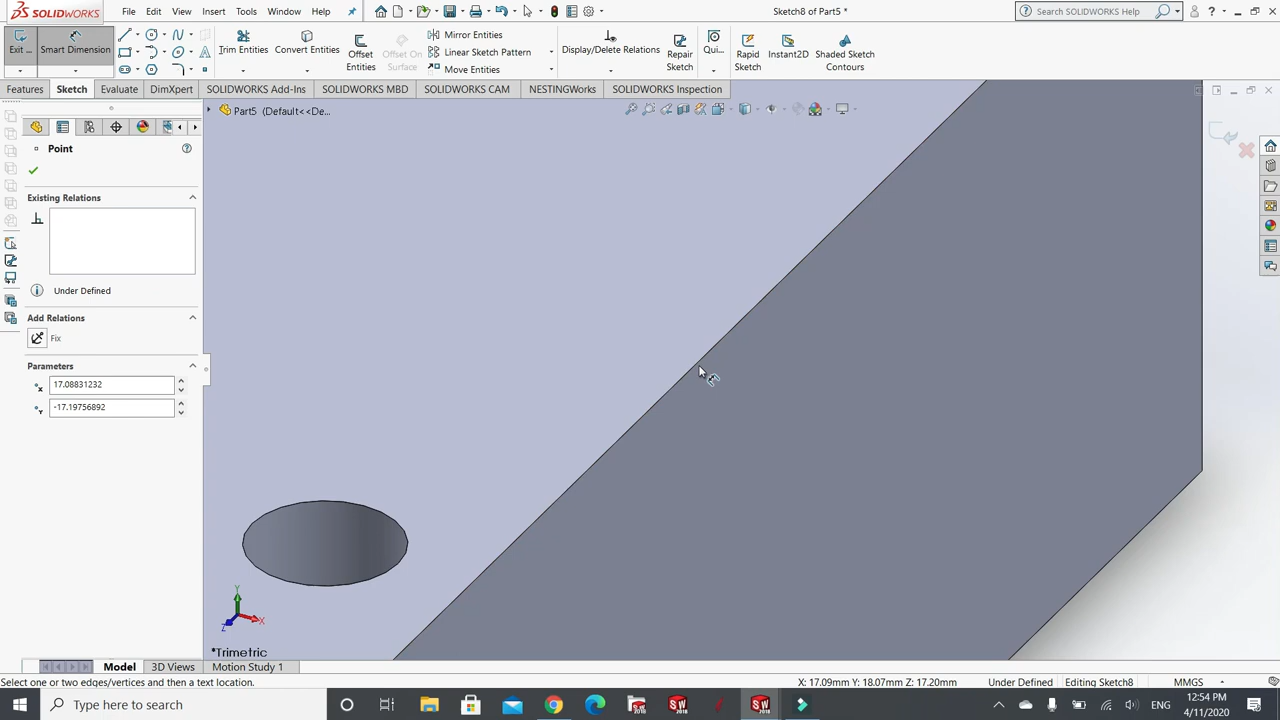 SOLIDWORKS
File
Edit
View
Insert
Tools
Window
Help
Sketch8 of Part5 *
Search SOLIDWORKS Help
Exit ...
Smart Dimension
Trim Entities
Convert Entities
Offset Entities
Offset On Surface
Mirror Entities
Linear Sketch Pattern
Move Entities
Display/Delete Relations
Repair Sketch
Qui...
Rapid Sketch
Instant2D
Shaded Sketch Contours
Features
Sketch
Evaluate
DimXpert
SOLIDWORKS Add-Ins
SOLIDWORKS MBD
SOLIDWORKS CAM
NESTINGWorks
SOLIDWORKS Inspection
Part5 (Default<<De...
Point
Existing Relations
Under Defined
Add Relations
Fix
Parameters
17.08831232
-17.19756892
Y
X
Z
*Trimetric
Model
3D Views
Motion Study 1
Select one or two edges/vertices and then a text location.
X: 17.09mm Y: 18.07mm Z: 17.20mm
Under Defined
Editing Sketch8
MMGS
Type here to search
ENG
12:54 PM
4/11/2020